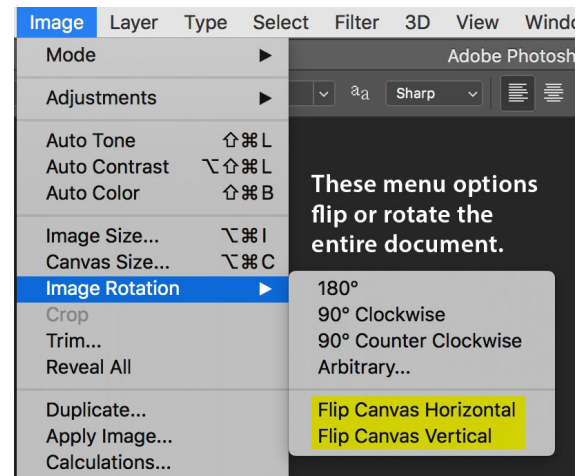 Image Layer Type Select Filter 3D View
Adobe
Mode ▶
Adjustments ▶
aa Sharp
Auto Tone ⇧⌘L
Auto Contrast ⌥⇧⌘L
Auto Color ⇧⌘B
These menu options
flip or rotate the
entire document.
Image Size... ⌥⌘I
Canvas Size... ⌥⌘C
Image Rotation ▶
Crop
Trim...
Reveal All
180°
90° Clockwise
90° Counter Clockwise
Arbitrary...
Flip Canvas Horizontal
Flip Canvas Vertical
Duplicate...
Apply Image...
Calculations...